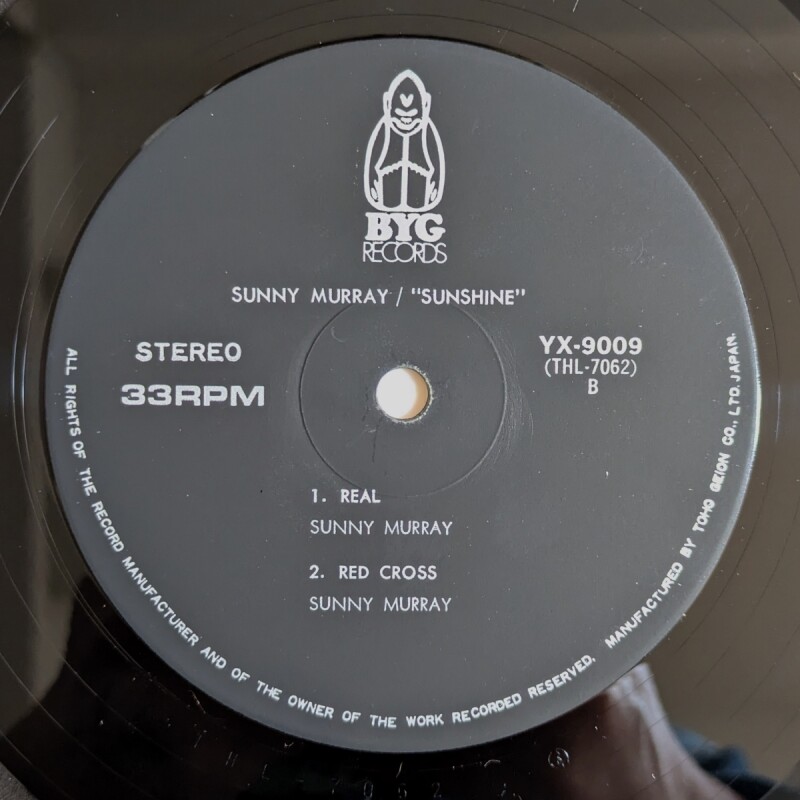 BYG
RECORDS
SUNNY MURRAY / "SUNSHINE"
STEREO
33RPM
YX-9009
(THL-7062)
B
1. REAL
SUNNY MURRAY
2. RED CROSS
SUNNY MURRAY
ALL RIGHTS OF THE RECORD MANUFACTURER AND OF THE OWNER OF THE WORK RECORDED RESERVED. MANUFACTURED BY TOHO GEION CO., LTD. JAPAN.